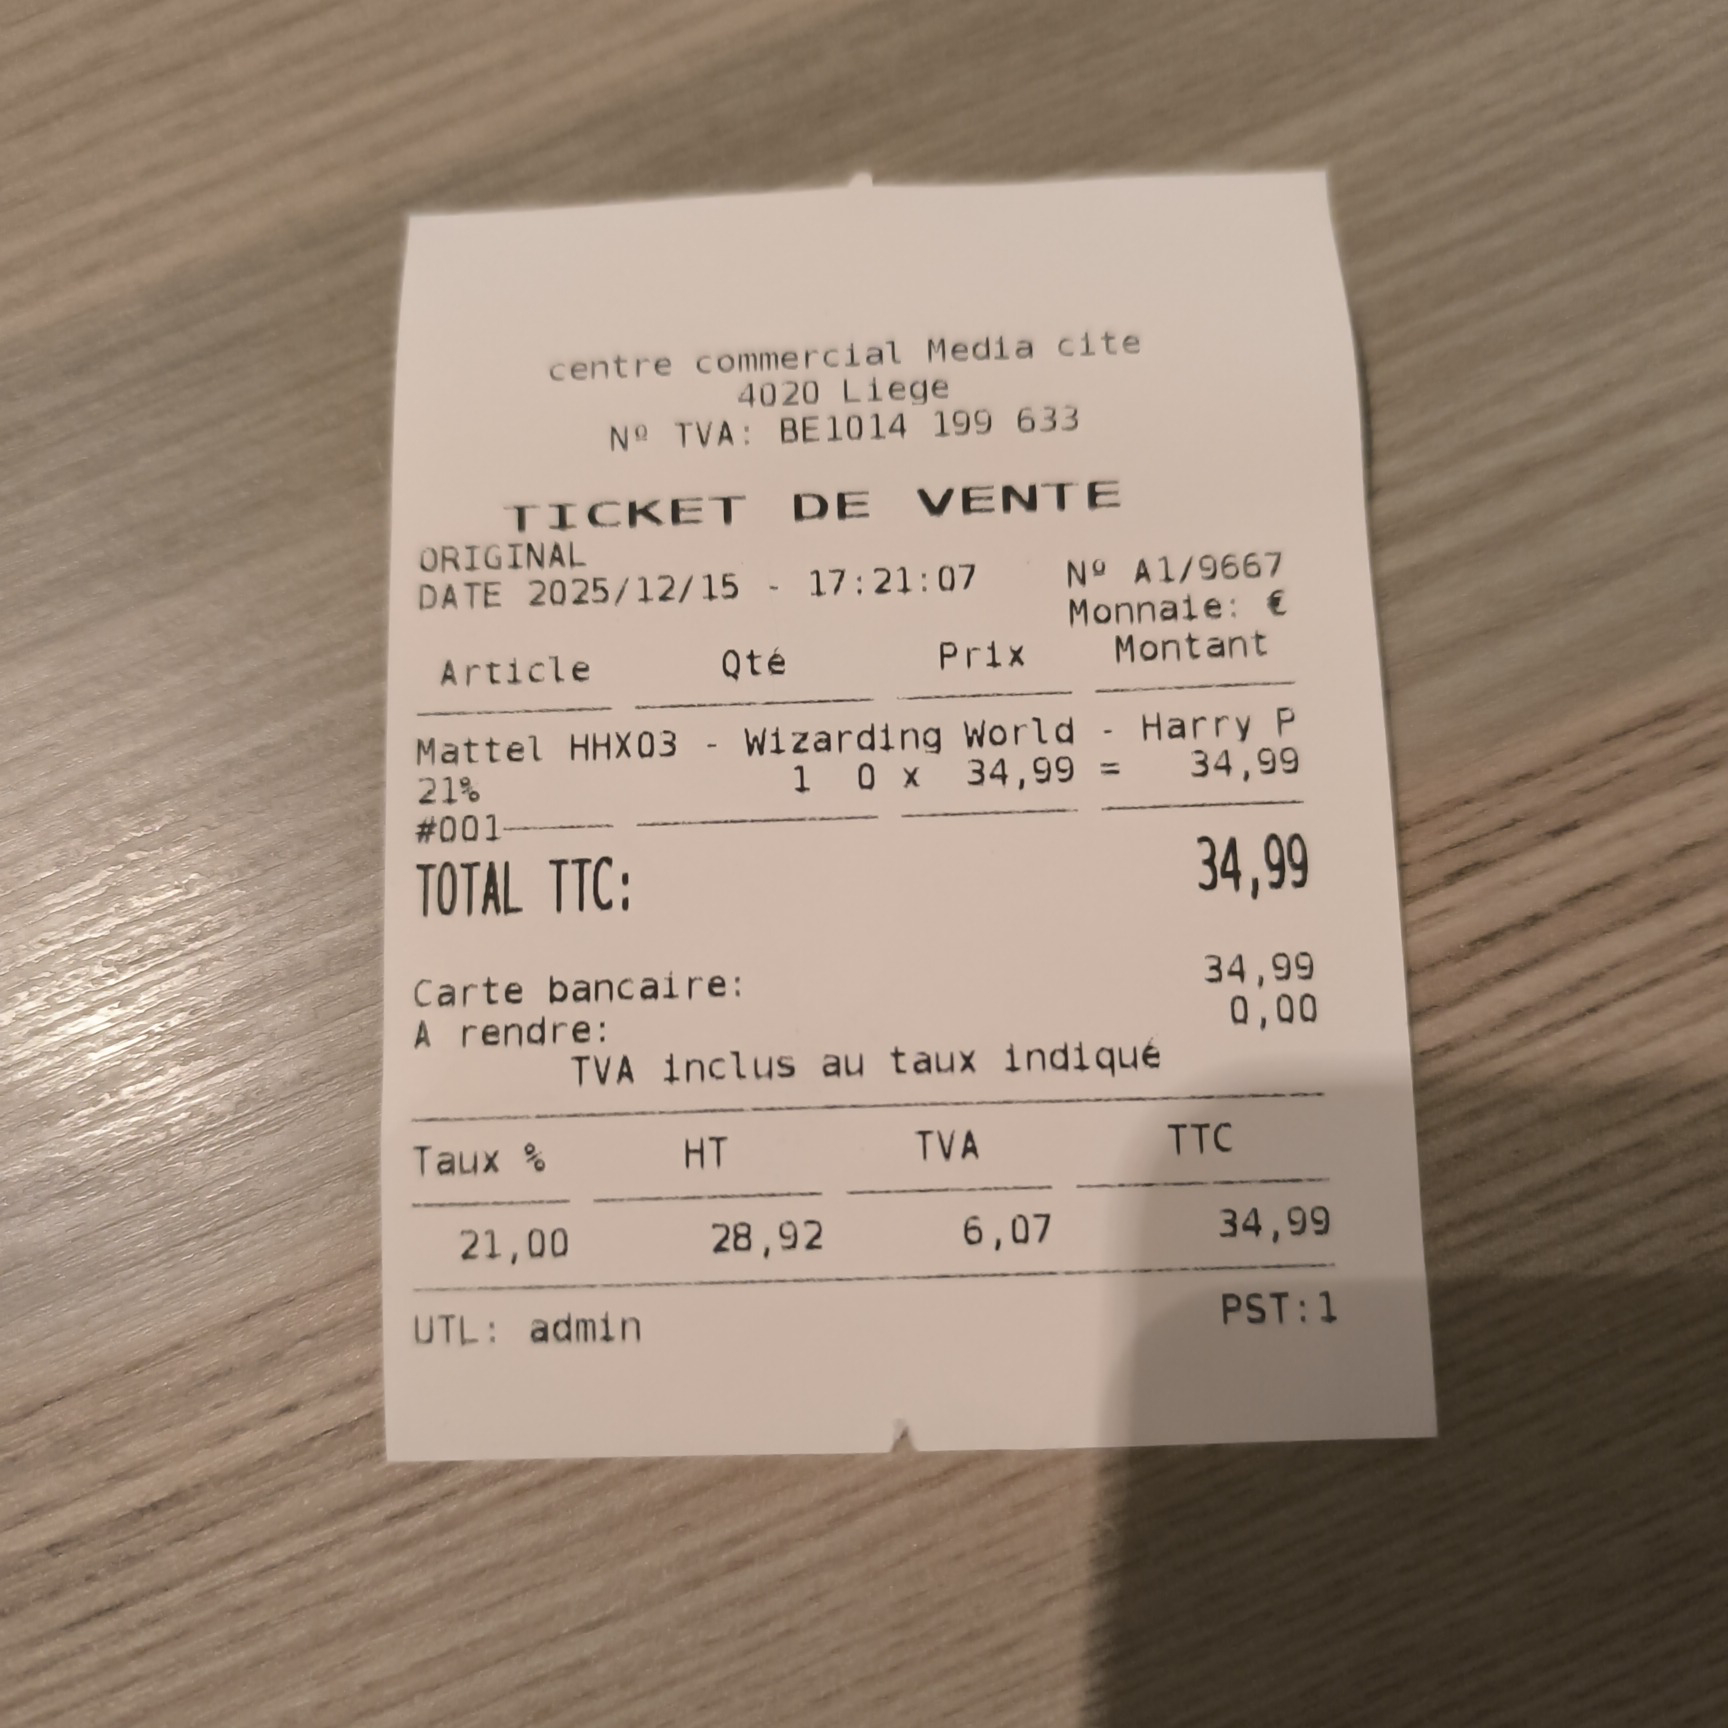 centre commercial Media cite
4020 Liege
Nº TVA: BE1014 199 633
TICKET DE VENTE
ORIGINAL
DATE 2025/12/15 - 17:21:07 Nº A1/9667
Monnaie: €
Article Qté Prix Montant
Mattel HHX03 - Wizarding World - Harry P
21% 1 0 x 34,99 = 34,99
#001
TOTAL TTC: 34,99
Carte bancaire: 34,99
A rendre: 0,00
TVA inclus au taux indiqué
Taux % HT TVA TTC
21,00 28,92 6,07 34,99
UTL: admin PST:1